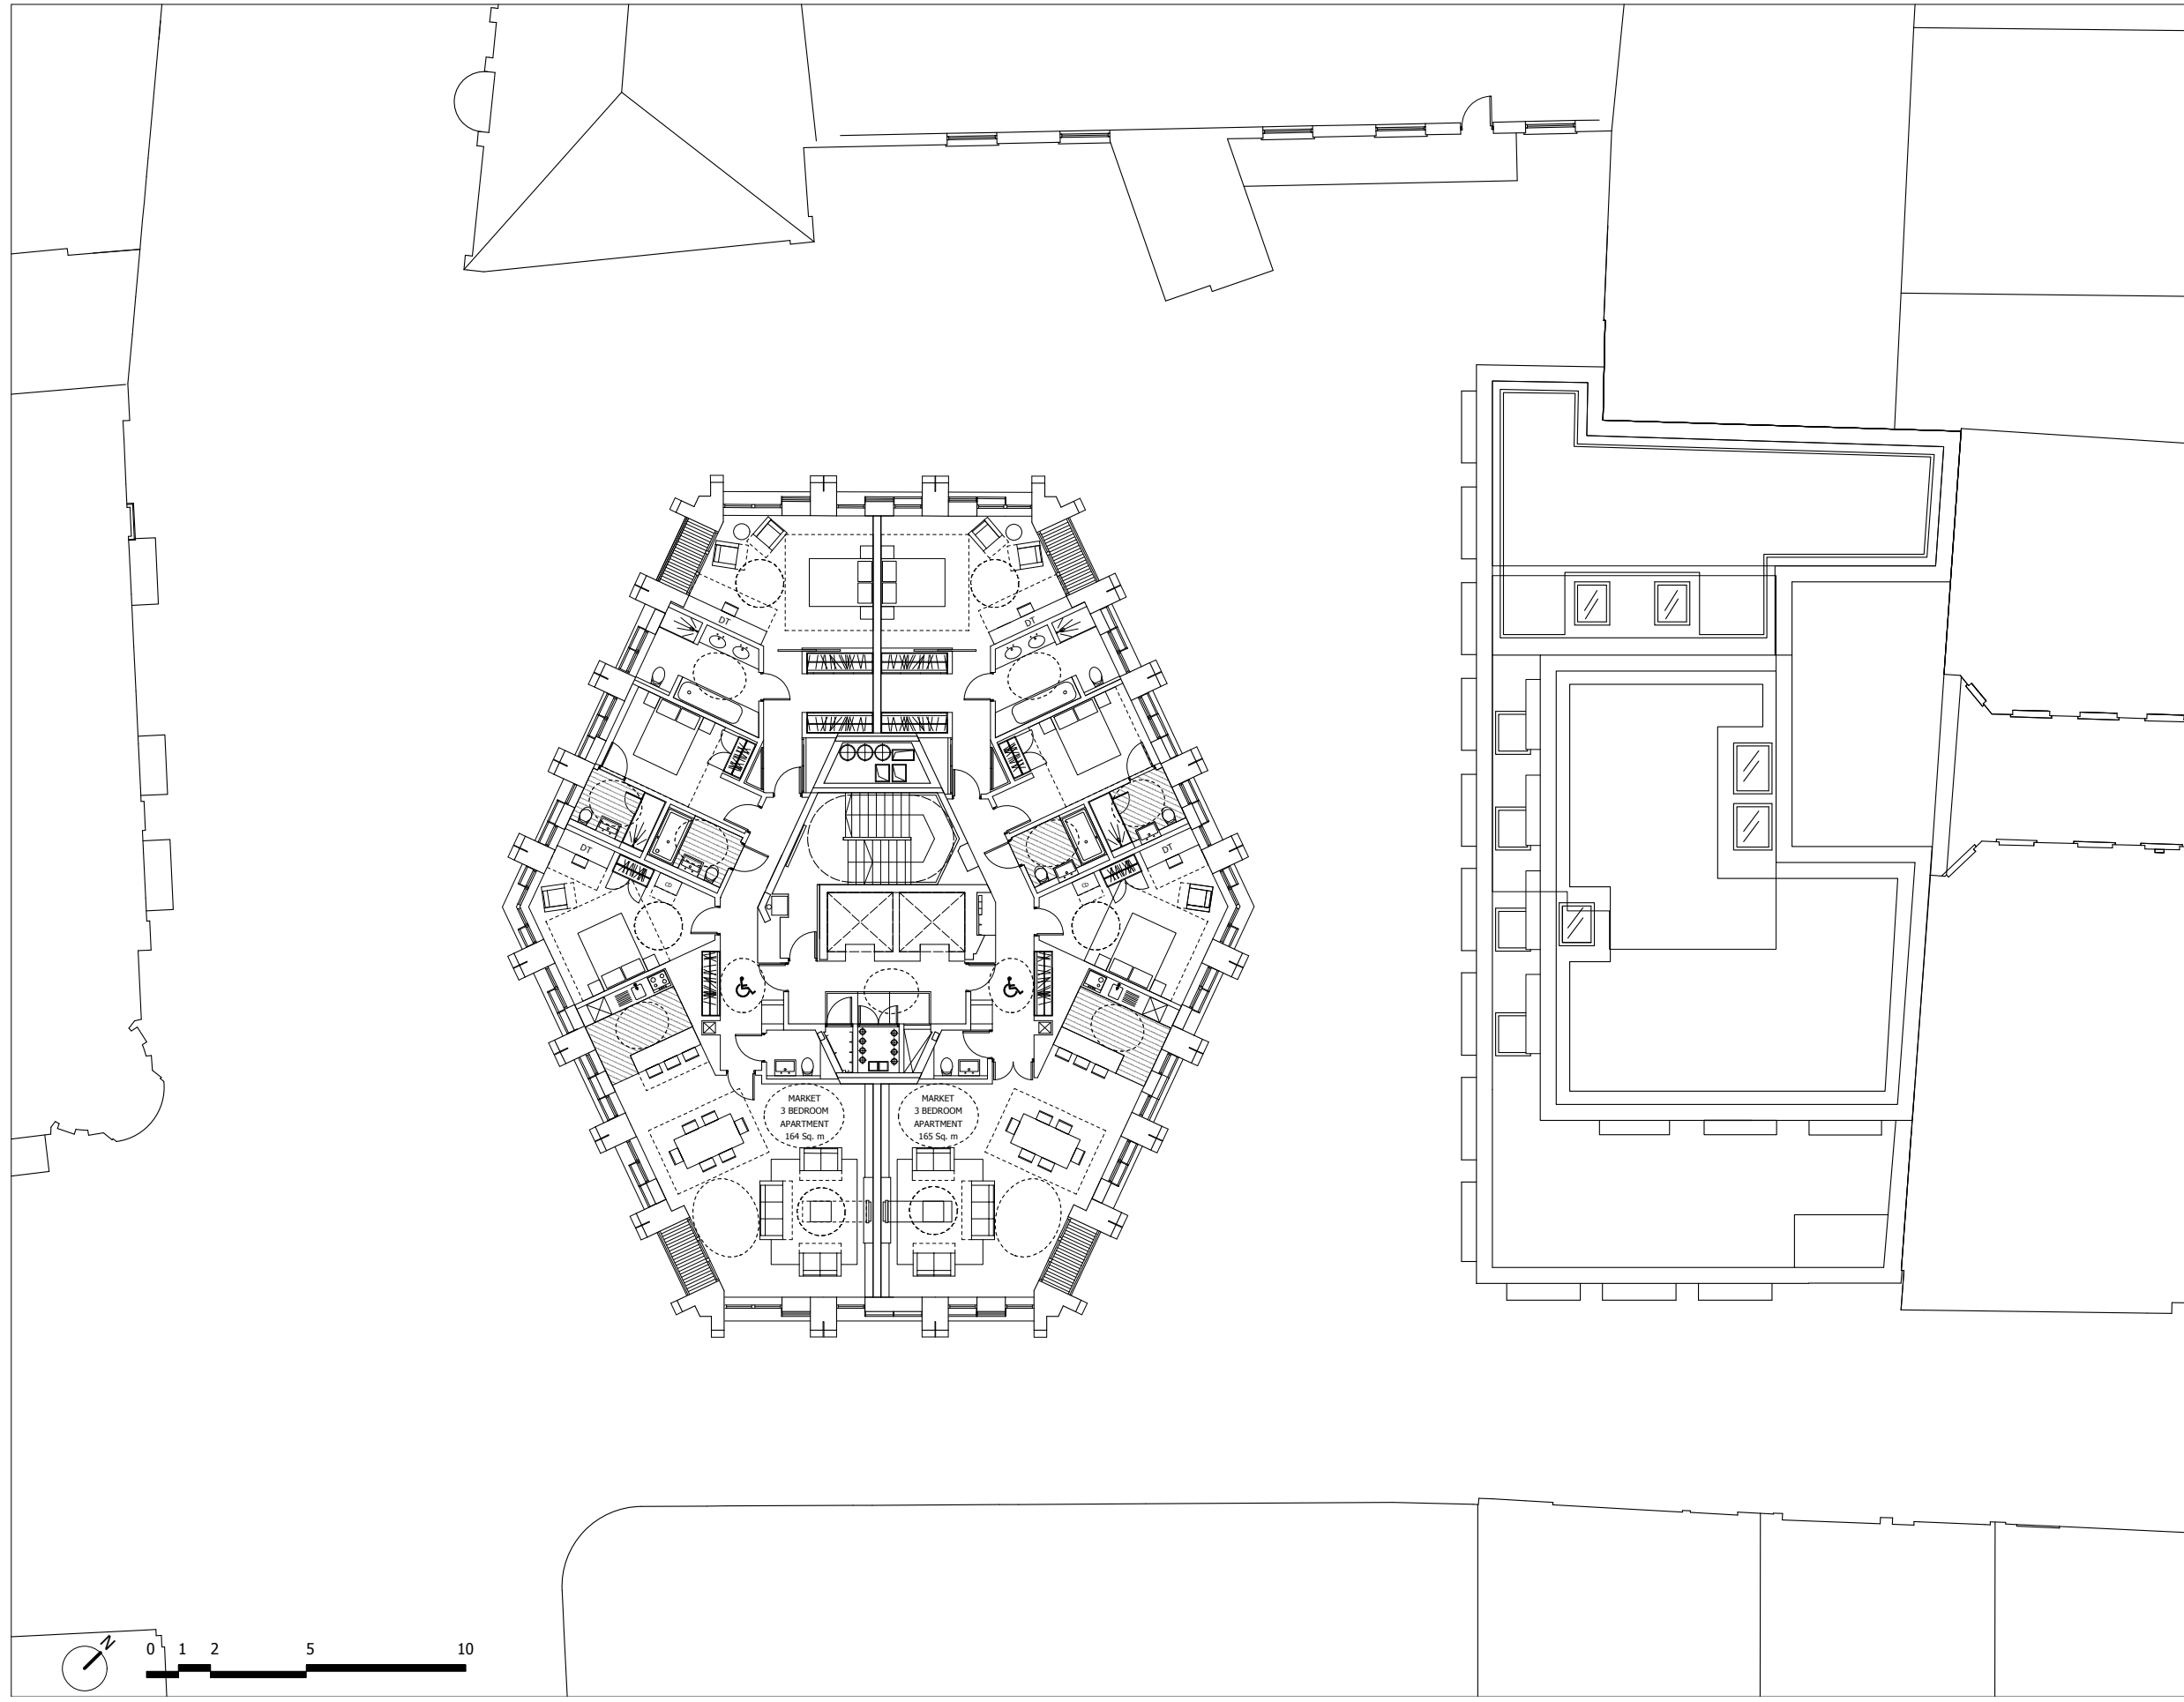 DT
DT
DT
DT
MARKET
3 BEDROOM
APARTMENT
164 Sq. m
MARKET
3 BEDROOM
APARTMENT
165 Sq. m
N
0 1 2 5 10